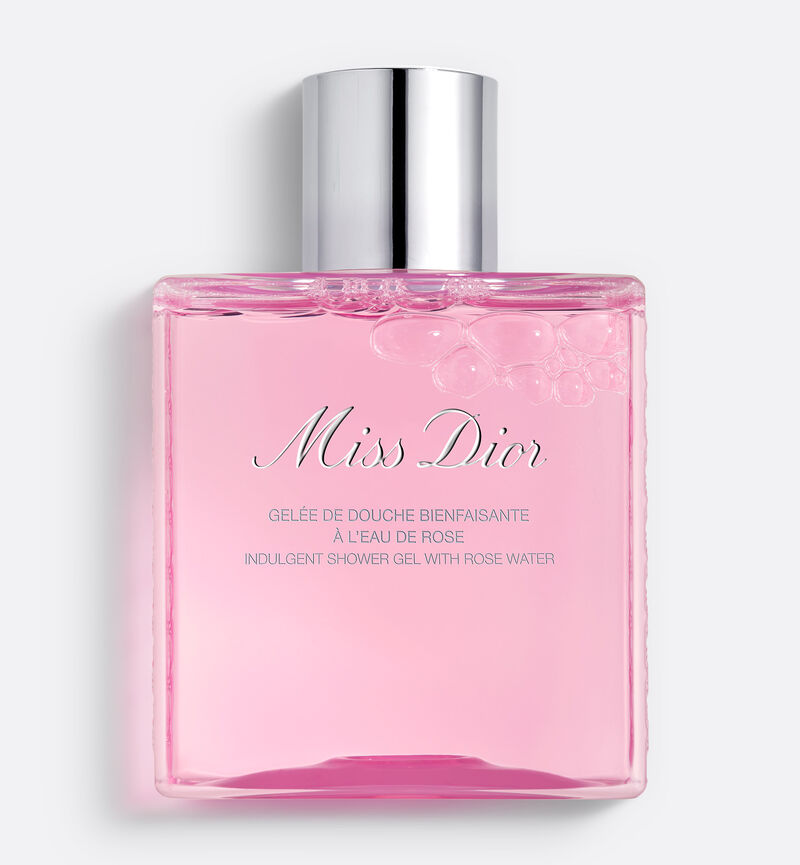 Miss Dior
GELÉE DE DOUCHE BIENFAISANTE
À L'EAU DE ROSE
INDULGENT SHOWER GEL WITH ROSE WATER